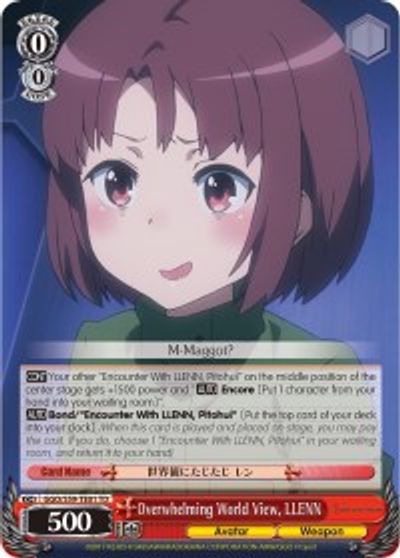 0
0
M-Maggot?
CONT Your other "Encounter With LLENN, Pitohui" on the middle position of the
center stage gets +1500 power and "AUTO Encore [Put 1 character from your
hand into your waiting room]".
AUTO Bond/"Encounter With LLENN, Pitohui" [Put the top card of your deck
into your clock] (When this card is played and placed on stage, you may pay
cost. If you do, choose 1 "Encounter With LLENN, Pitohui" in your waiting
room, and return it to your hand)
Card Name 世界観にたじたじ レン
500
Overwhelming World View, LLENN
Avatar Weapon